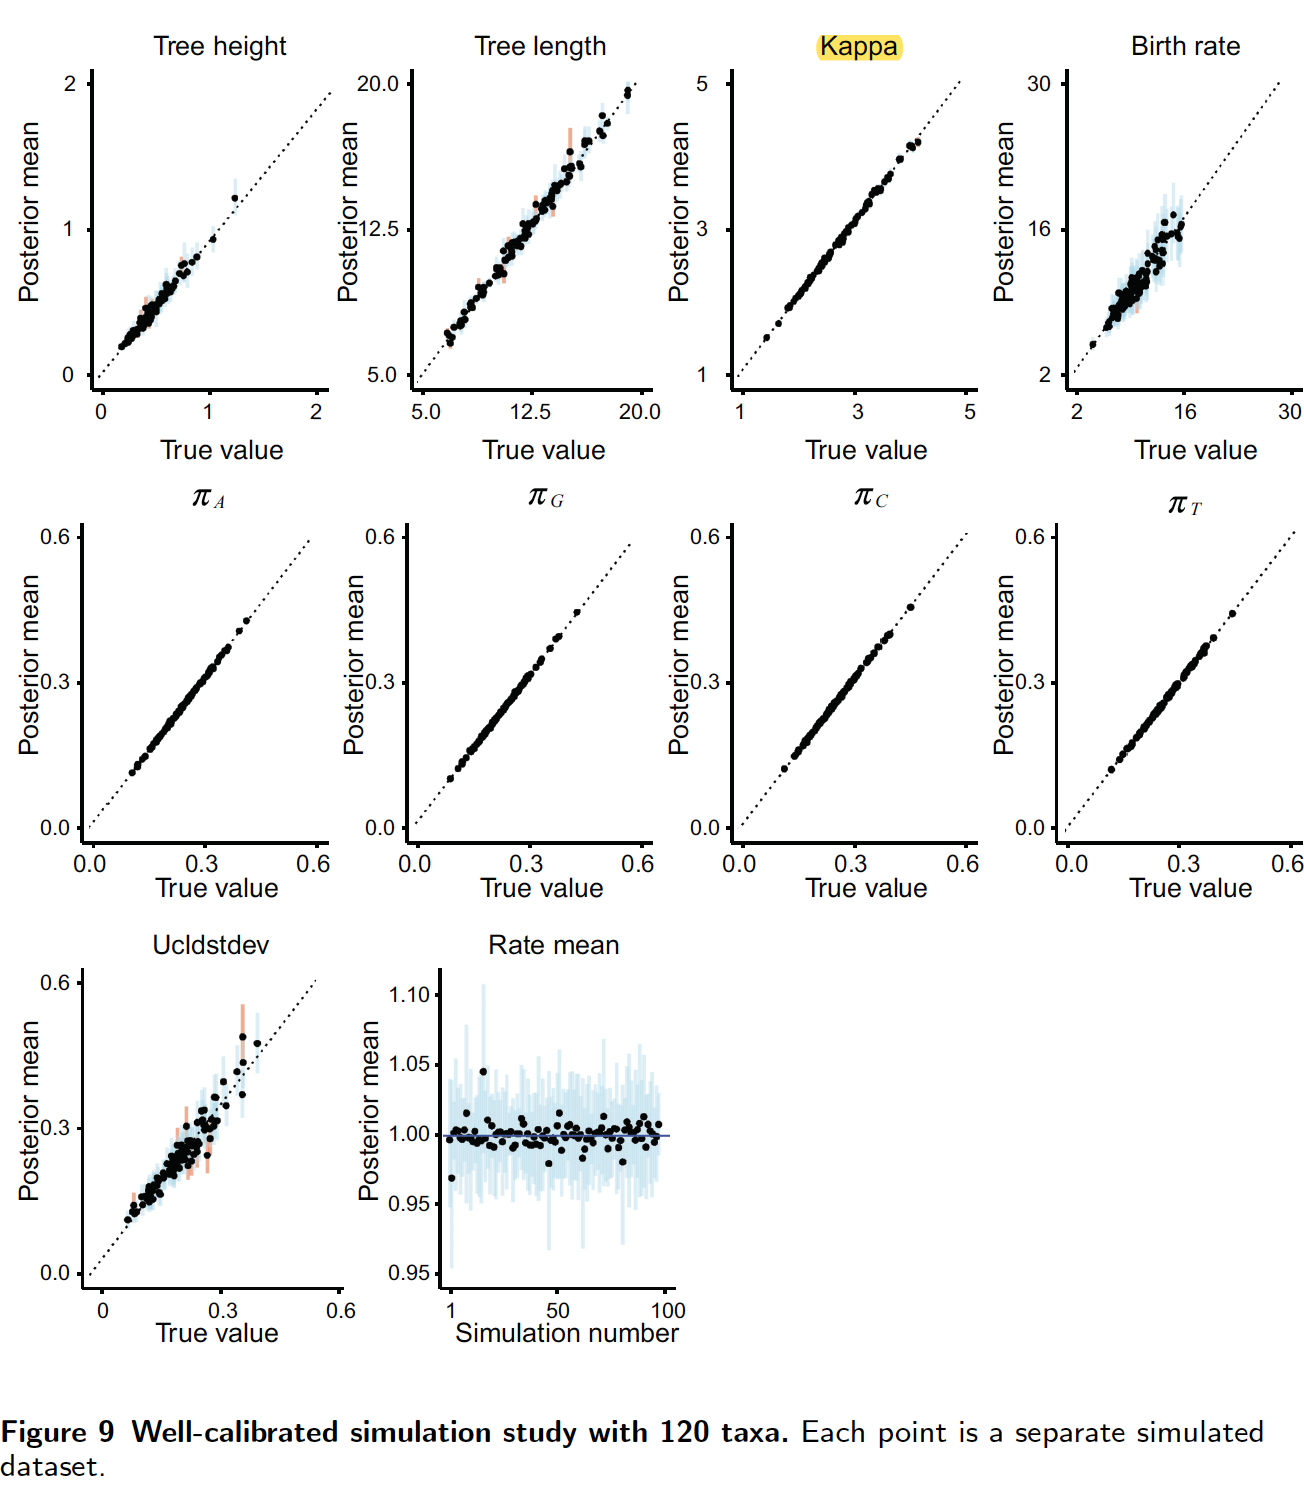 Tree height Tree length Kappa Birth rate
2 20.0 5 30
Posterior mean Posterior mean Posterior mean Posterior mean
1 12.5 3 16
0 5.0 1 2
0 1 2 5.0 12.5 20.0 1 3 5 2 16 30
True value True value True value True value
π A π G π C π T
0.6 0.6 0.6 0.6
Posterior mean Posterior mean Posterior mean Posterior mean
0.3 0.3 0.3 0.3
0.0 0.0 0.0 0.0
0.0 0.3 0.6 0.0 0.3 0.6 0.0 0.3 0.6 0.0 0.3 0.6
True value True value True value True value
Ucldstdev Rate mean
0.6 1.10
1.05
Posterior mean Posterior mean
0.3 1.00
0.95
0.0 0.95
0 0.3 0.6 1 50 100
True value Simulation number
Figure 9 Well-calibrated simulation study with 120 taxa. Each point is a separate simulated
dataset.